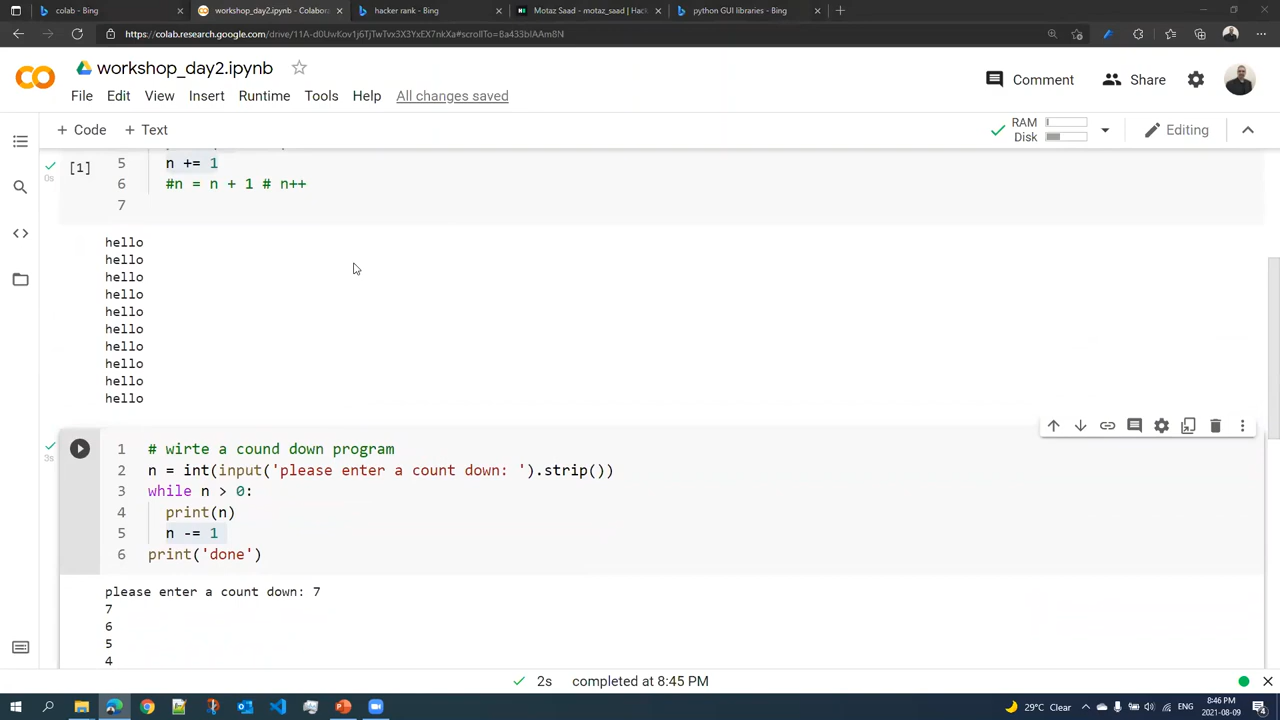 colab - Bing
workshop_day2.ipynb - Colabora
hacker rank - Bing
Motaz Saad - motaz_saad | Hac
python GUI libraries - Bing
https://colab.research.google.com/drive/11A-d0UwKov1j6TjTwTvx3X3YxEX7nkXa#scrollTo=8a433bIAAm8N
workshop_day2.ipynb
Comment
Share
File Edit View Insert Runtime Tools Help All changes saved
+ Code + Text
RAM
Disk
Editing
[1]
0s
5 n += 1
6 #n = n + 1 # n++
7
hello
hello
hello
hello
hello
hello
hello
hello
hello
hello
3s
1 # wirte a cound down program
2 n = int(input('please enter a count down: ').strip())
3 while n > 0:
4 print(n)
5 n -= 1
6 print('done')
please enter a count down: 7
7
6
5
4
2s completed at 8:45 PM
29°C Clear
ENG
8:46 PM
2021-08-09